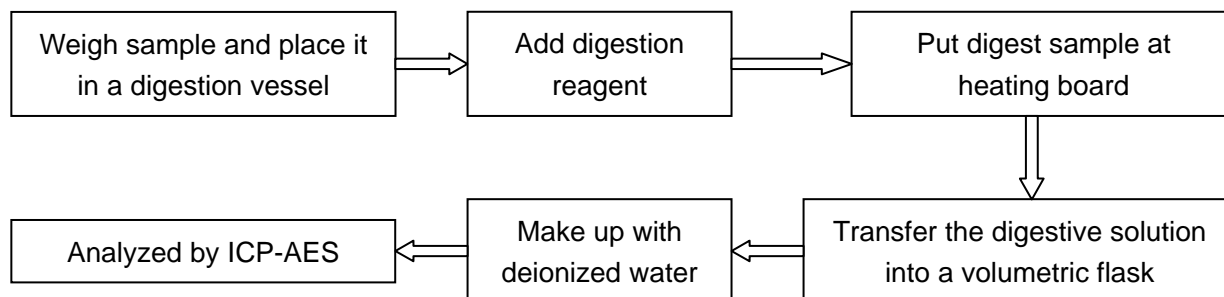 Weigh sample and place it
in a digestion vessel
Add digestion
reagent
Put digest sample at
heating board
Transfer the digestive solution
into a volumetric flask
Make up with
deionized water
Analyzed by ICP-AES